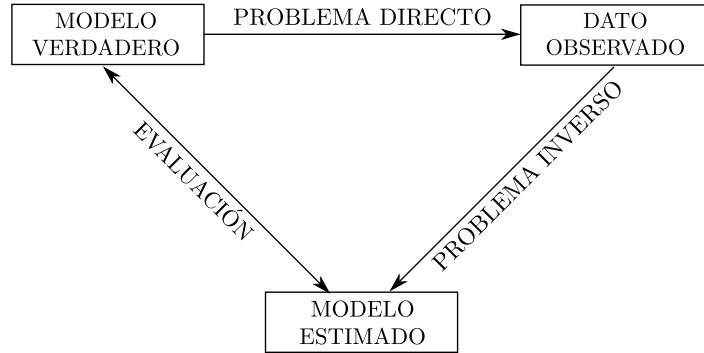 MODELO
VERDADERO
PROBLEMA DIRECTO
DATO
OBSERVADO
EVALUACIÓN
PROBLEMA INVERSO
MODELO
ESTIMADO